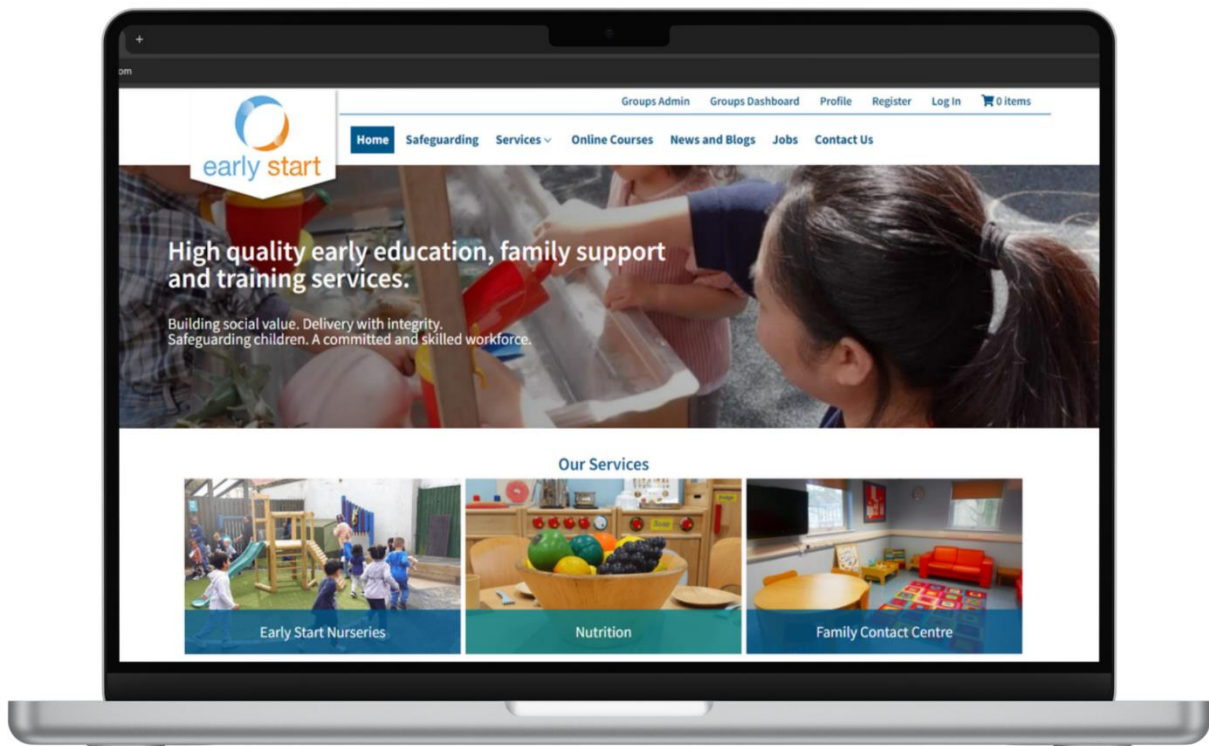 +
om
Groups Admin Groups Dashboard Profile Register Log In 0 items
early start
Home Safeguarding Services Online Courses News and Blogs Jobs Contact Us
High quality early education, family support
and training services.
Building social value. Delivery with integrity.
Safeguarding children. A committed and skilled workforce.
Our Services
Early Start Nurseries
Nutrition
Family Contact Centre